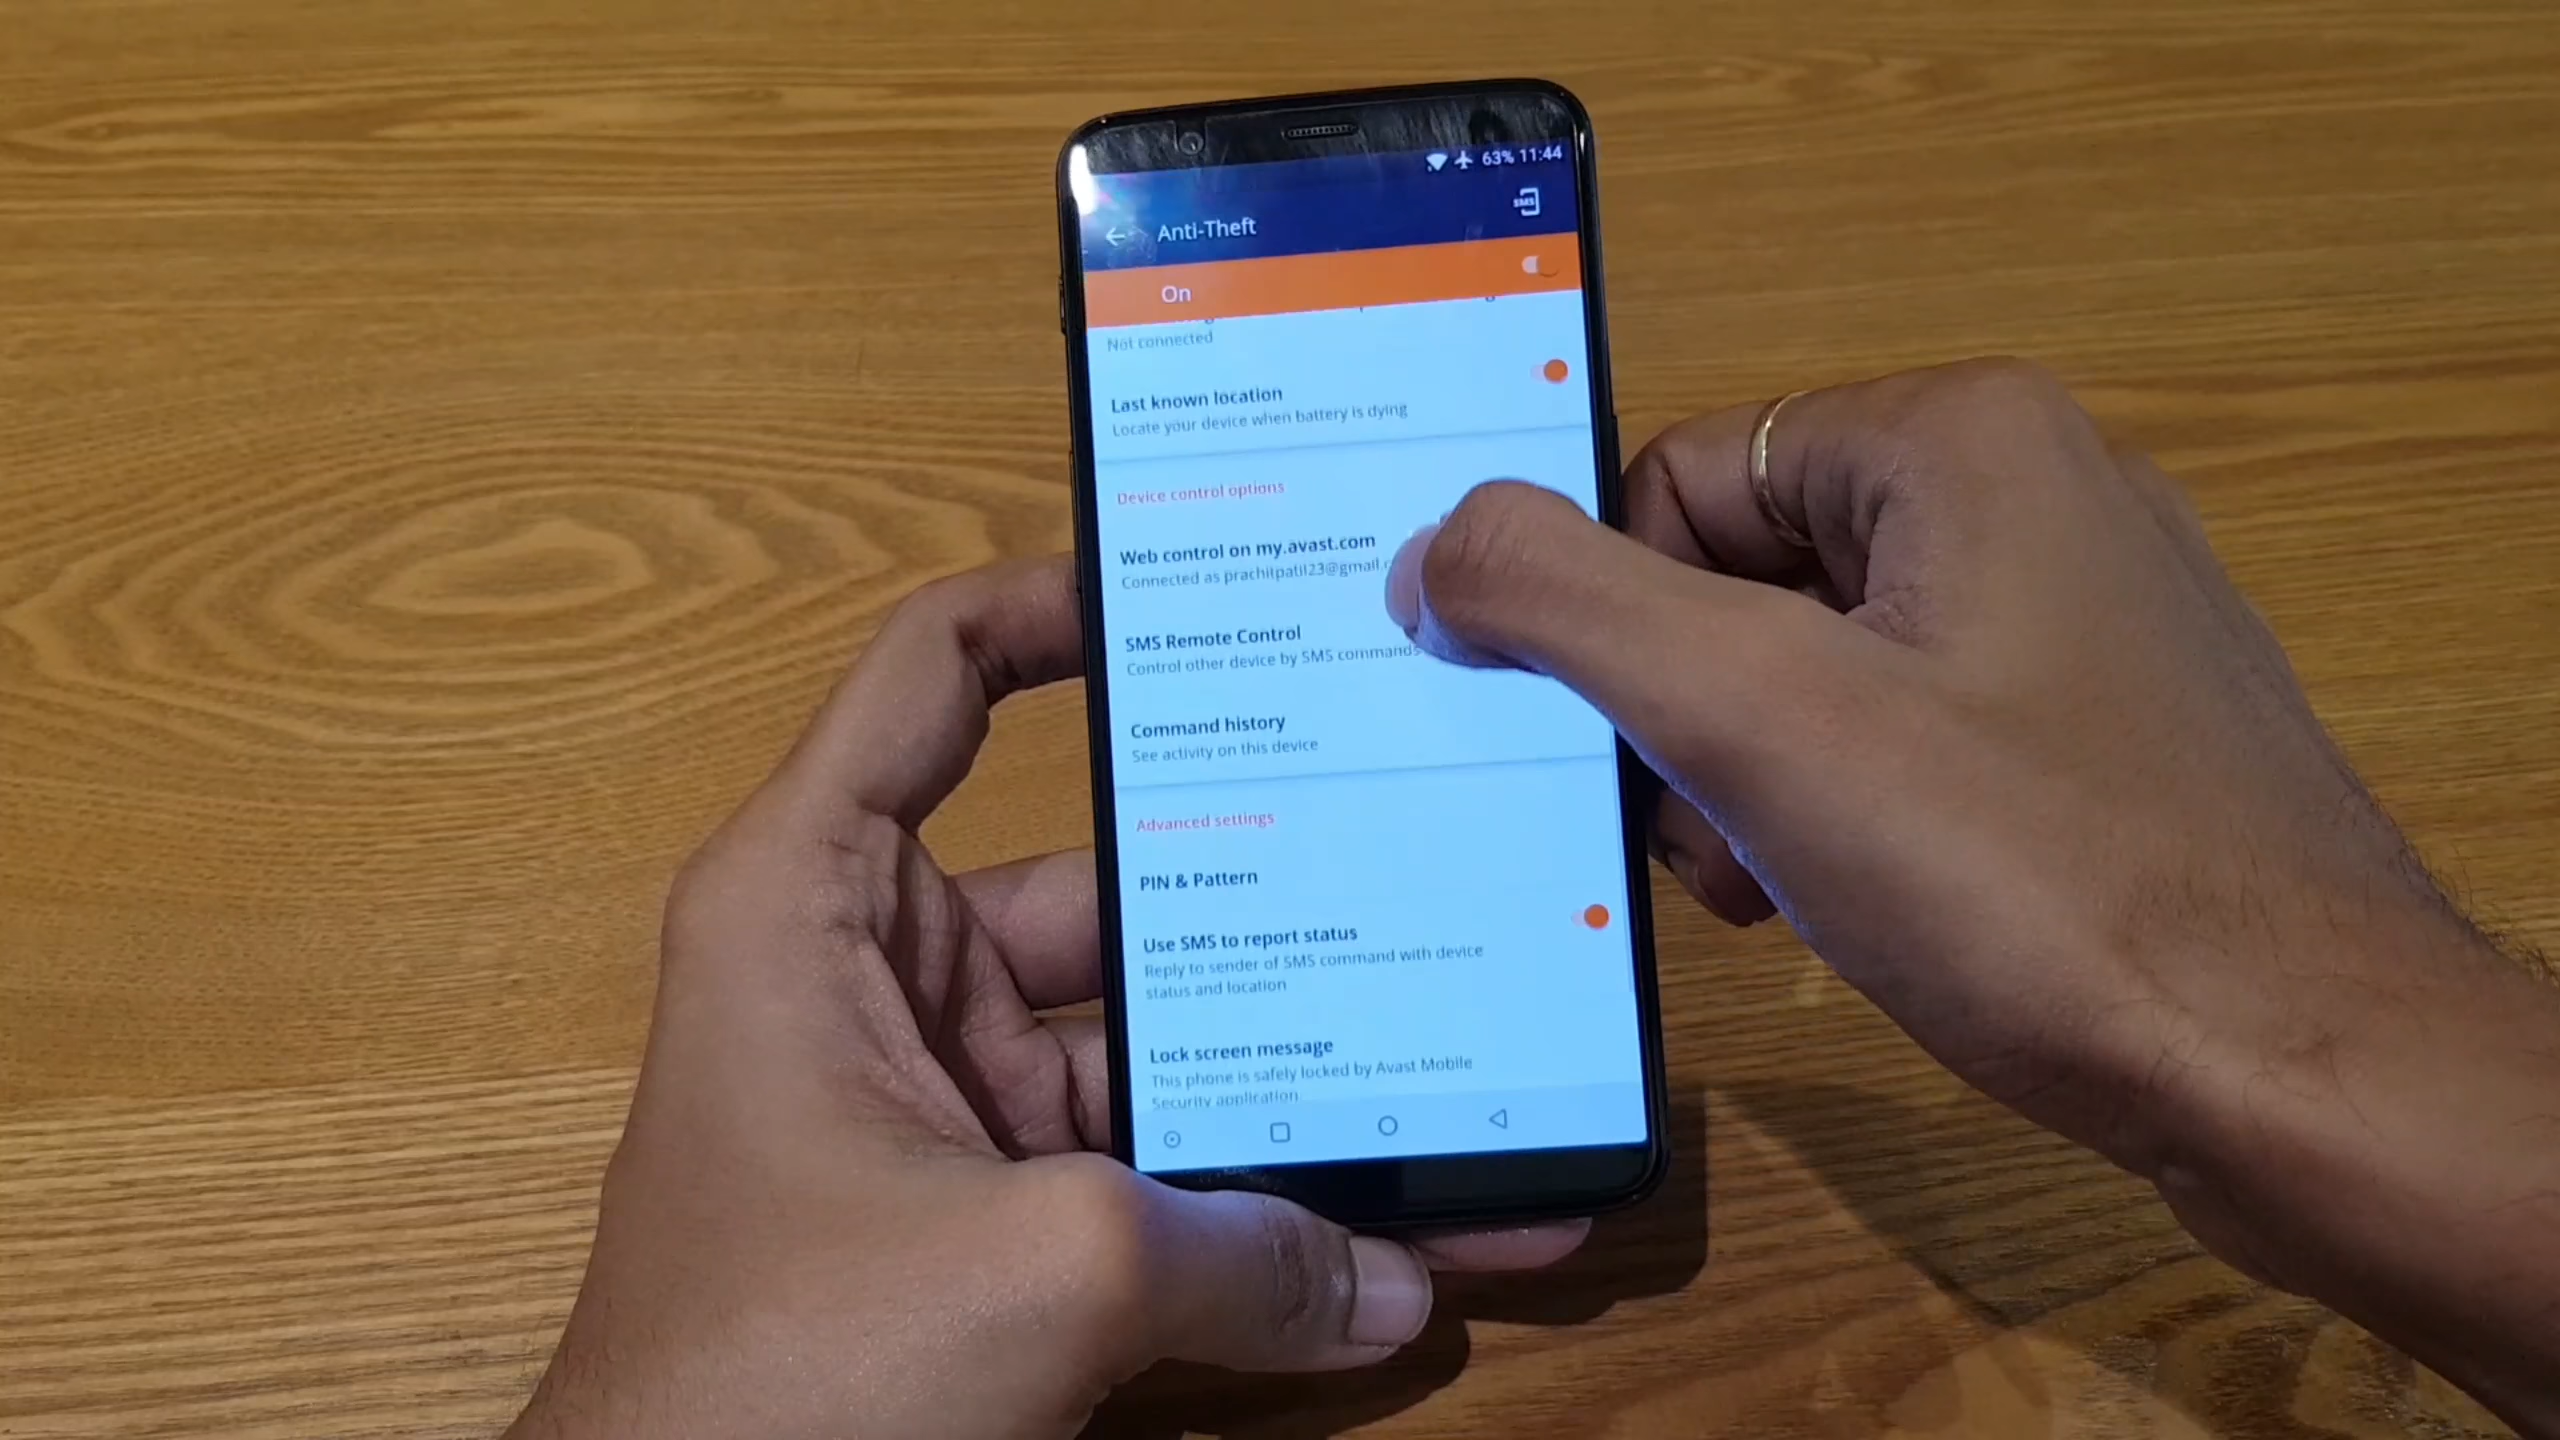 63% 11:44
SMS
Anti-Theft
On
Not connected
Last known location
Locate your device when battery is dying
Device control options
Web control on my.avast.com
Connected as prachitpatil23@gmail.c
SMS Remote Control
Control other device by SMS commands
Command history
See activity on this device
Advanced settings
PIN & Pattern
Use SMS to report status
Reply to sender of SMS command with device
status and location
Lock screen message
This phone is safely locked by Avast Mobile
Security application